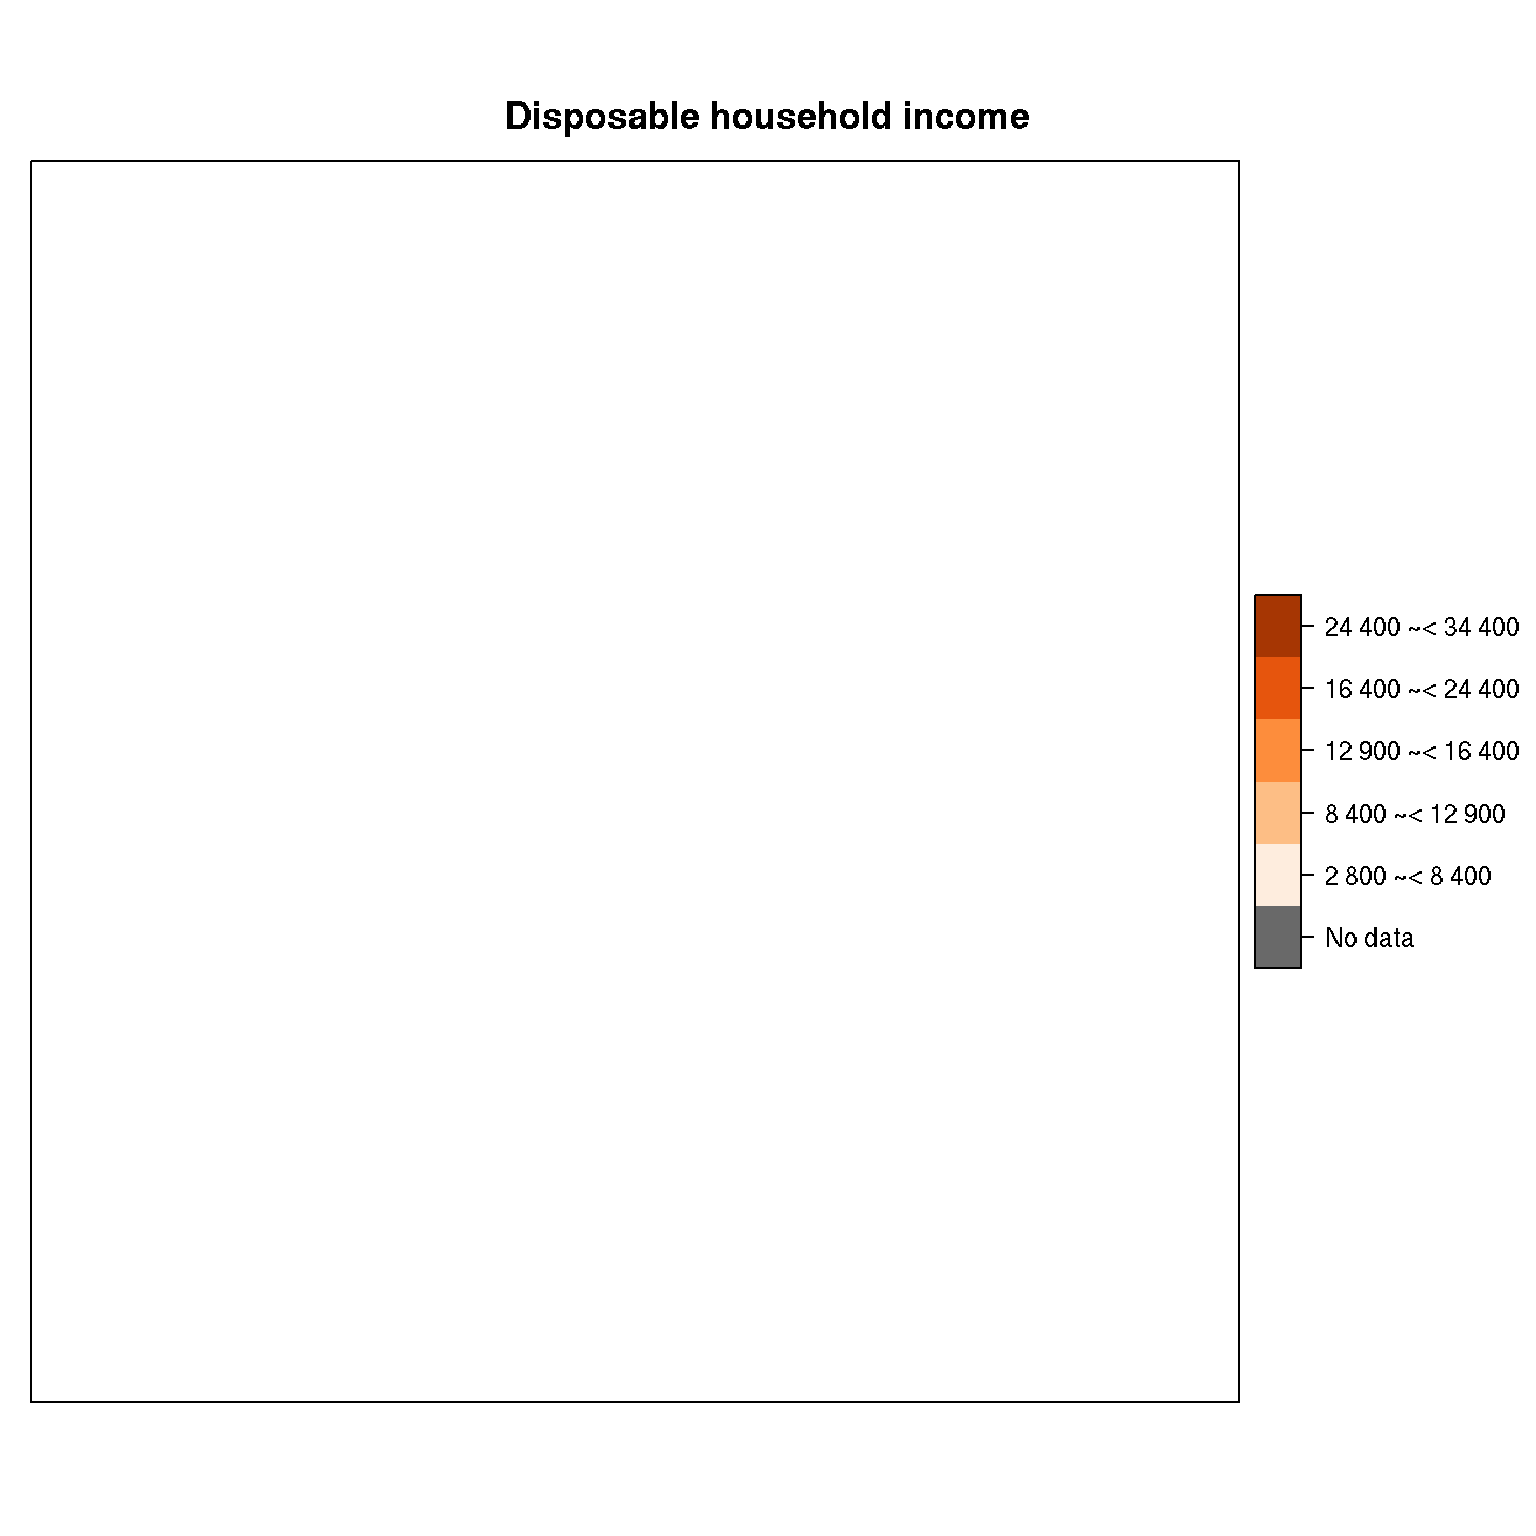 Disposable household income
24 400 ~< 34 400
16 400 ~< 24 400
12 900 ~< 16 400
8 400 ~< 12 900
2 800 ~< 8 400
No data